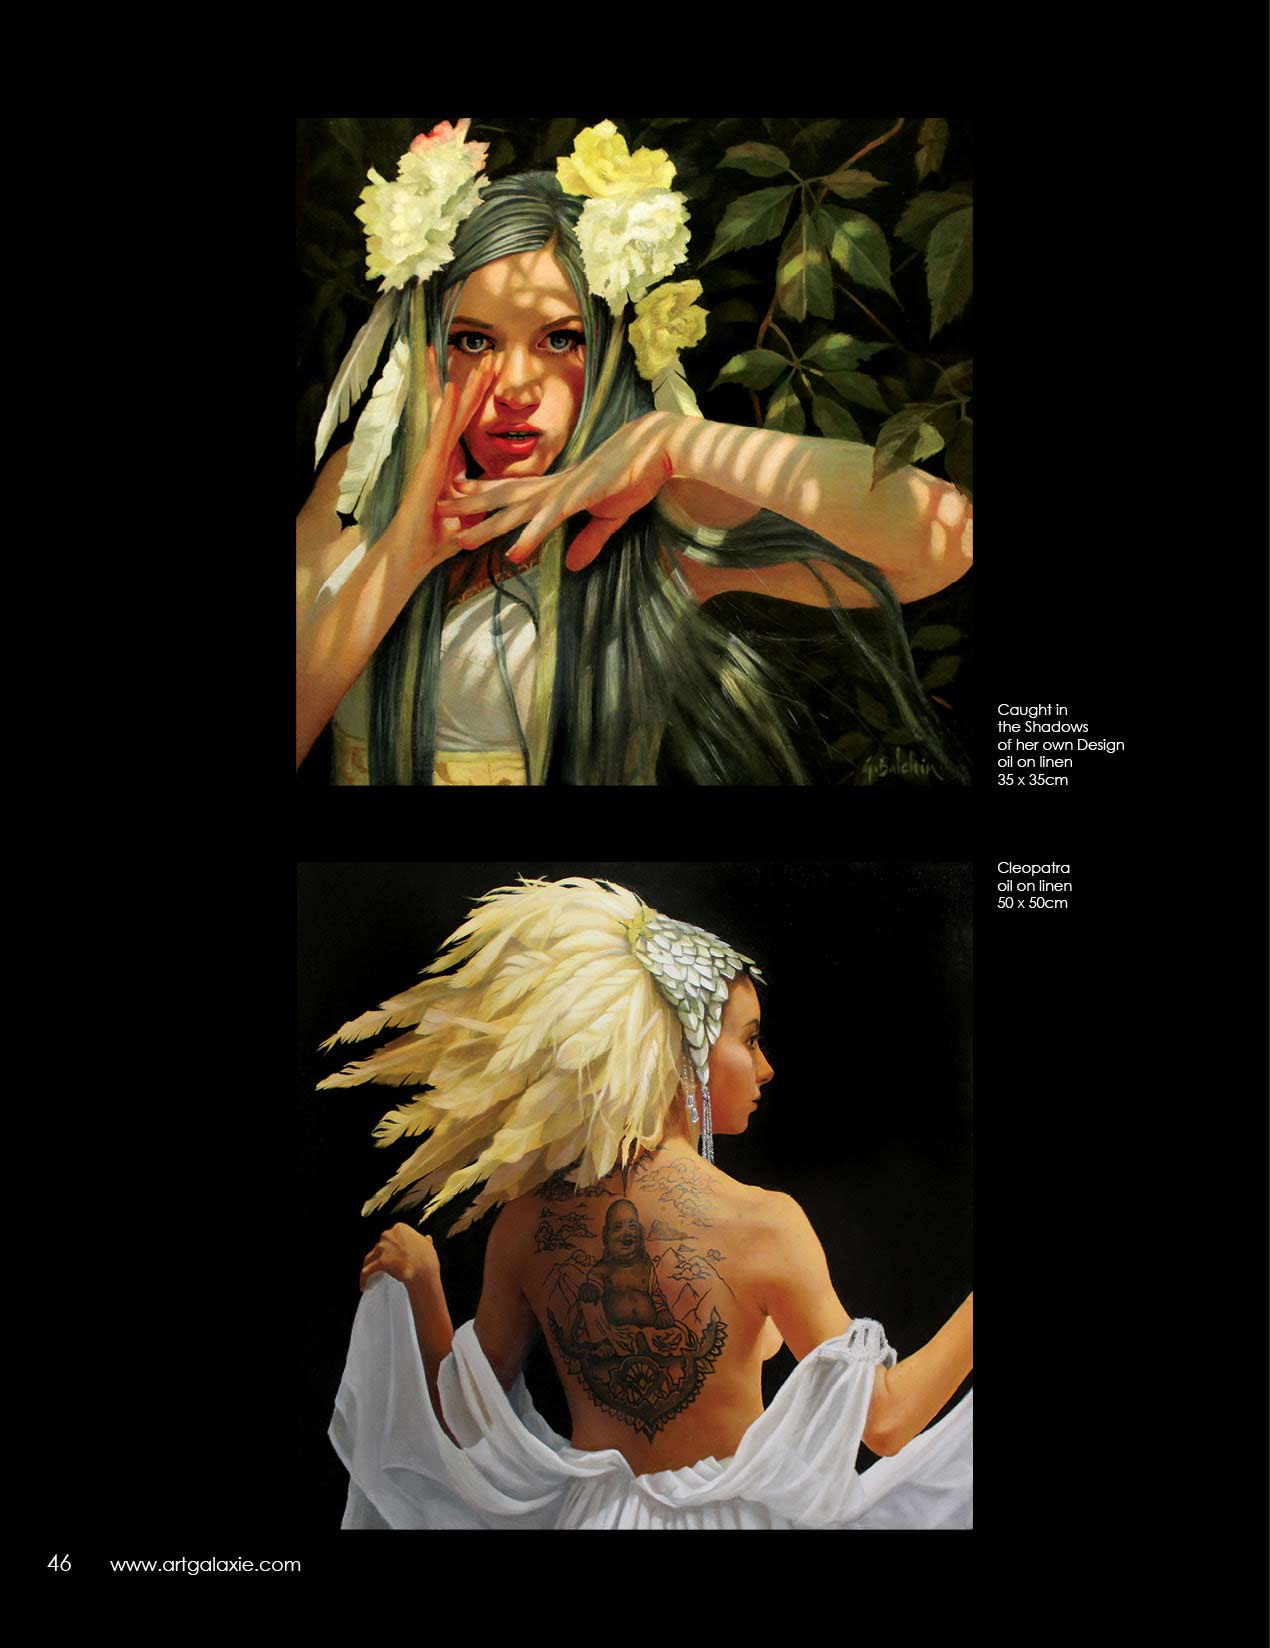 G.Balchin
Caught in
the Shadows
of her own Design
oil on linen
35 x 35cm
Cleopatra
oil on linen
50 x 50cm
46 www.artgalaxie.com